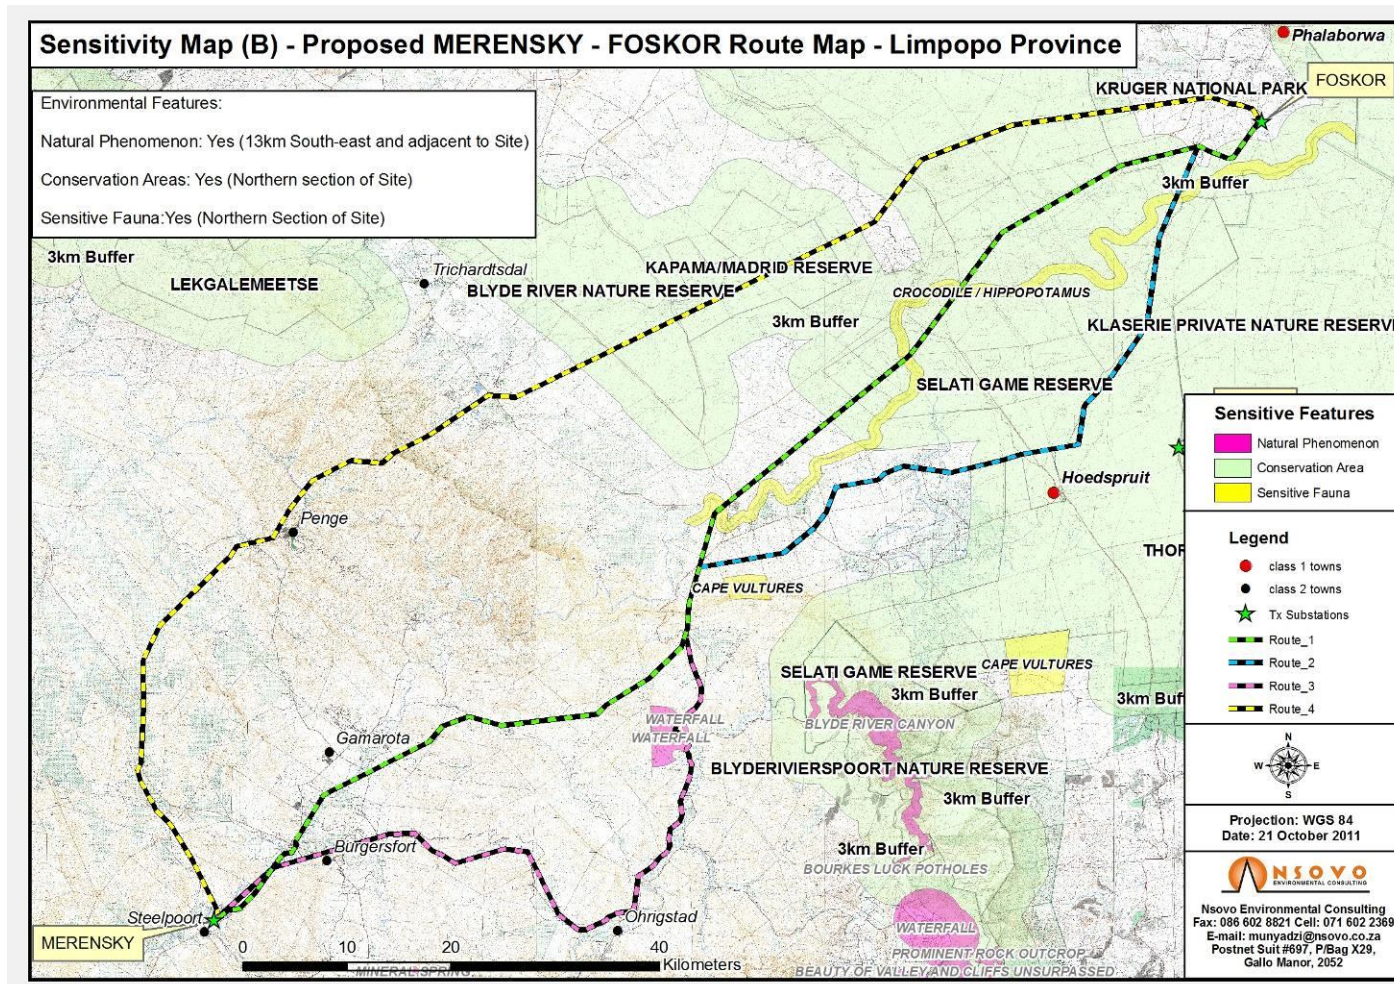 Sensitivity Map (B) - Proposed MERENSKY - FOSKOR Route Map - Limpopo Province
Phalaborwa
FOSKOR
KRUGER NATIONAL PARK
Environmental Features:
Natural Phenomenon: Yes (13km South-east and adjacent to Site)
Conservation Areas: Yes (Northern section of Site)
Sensitive Fauna:Yes (Northern Section of Site)
3km Buffer
3km Buffer
LEKGALEMEETSE
Trichardtsdal
KAPAMA/MADRID RESERVE
BLYDE RIVER NATURE RESERVE
CROCODILE / HIPPOPOTAMUS
3km Buffer
KLASERIE PRIVATE NATURE RESERVE
SELATI GAME RESERVE
Hoedspruit
Penge
THOR
CAPE VULTURES
SELATI GAME RESERVE
CAPE VULTURES
3km Buffer
3km Buff
WATERFALL
WATERFALL
BLYDE RIVER CANYON
Gamarota
BLYDERIVIERSPOORT NATURE RESERVE
3km Buffer
Burgersfort
3km Buffer
BOURKES LUCK POTHOLES
Steelpoort
Ohrigstad
WATERFALL
MERENSKY
PROMINENT ROCK OUTCROP
BEAUTY OF VALLEY AND CLIFFS UNSURPASSED
0 10 20 40
Kilometers
MINERAL SPRING
Sensitive Features
Natural Phenomenon
Conservation Area
Sensitive Fauna
Legend
class 1 towns
class 2 towns
Tx Substations
Route_1
Route_2
Route_3
Route_4
N
W E
S
Projection: WGS 84
Date: 21 October 2011
NSOVO
ENVIRONMENTAL CONSULTING
Nsovo Environmental Consulting
Fax: 086 602 8821 Cell: 071 602 2369
E-mail: munyadzi@nsovo.co.za
Postnet Suit #697, P/Bag X29,
Gallo Manor, 2052